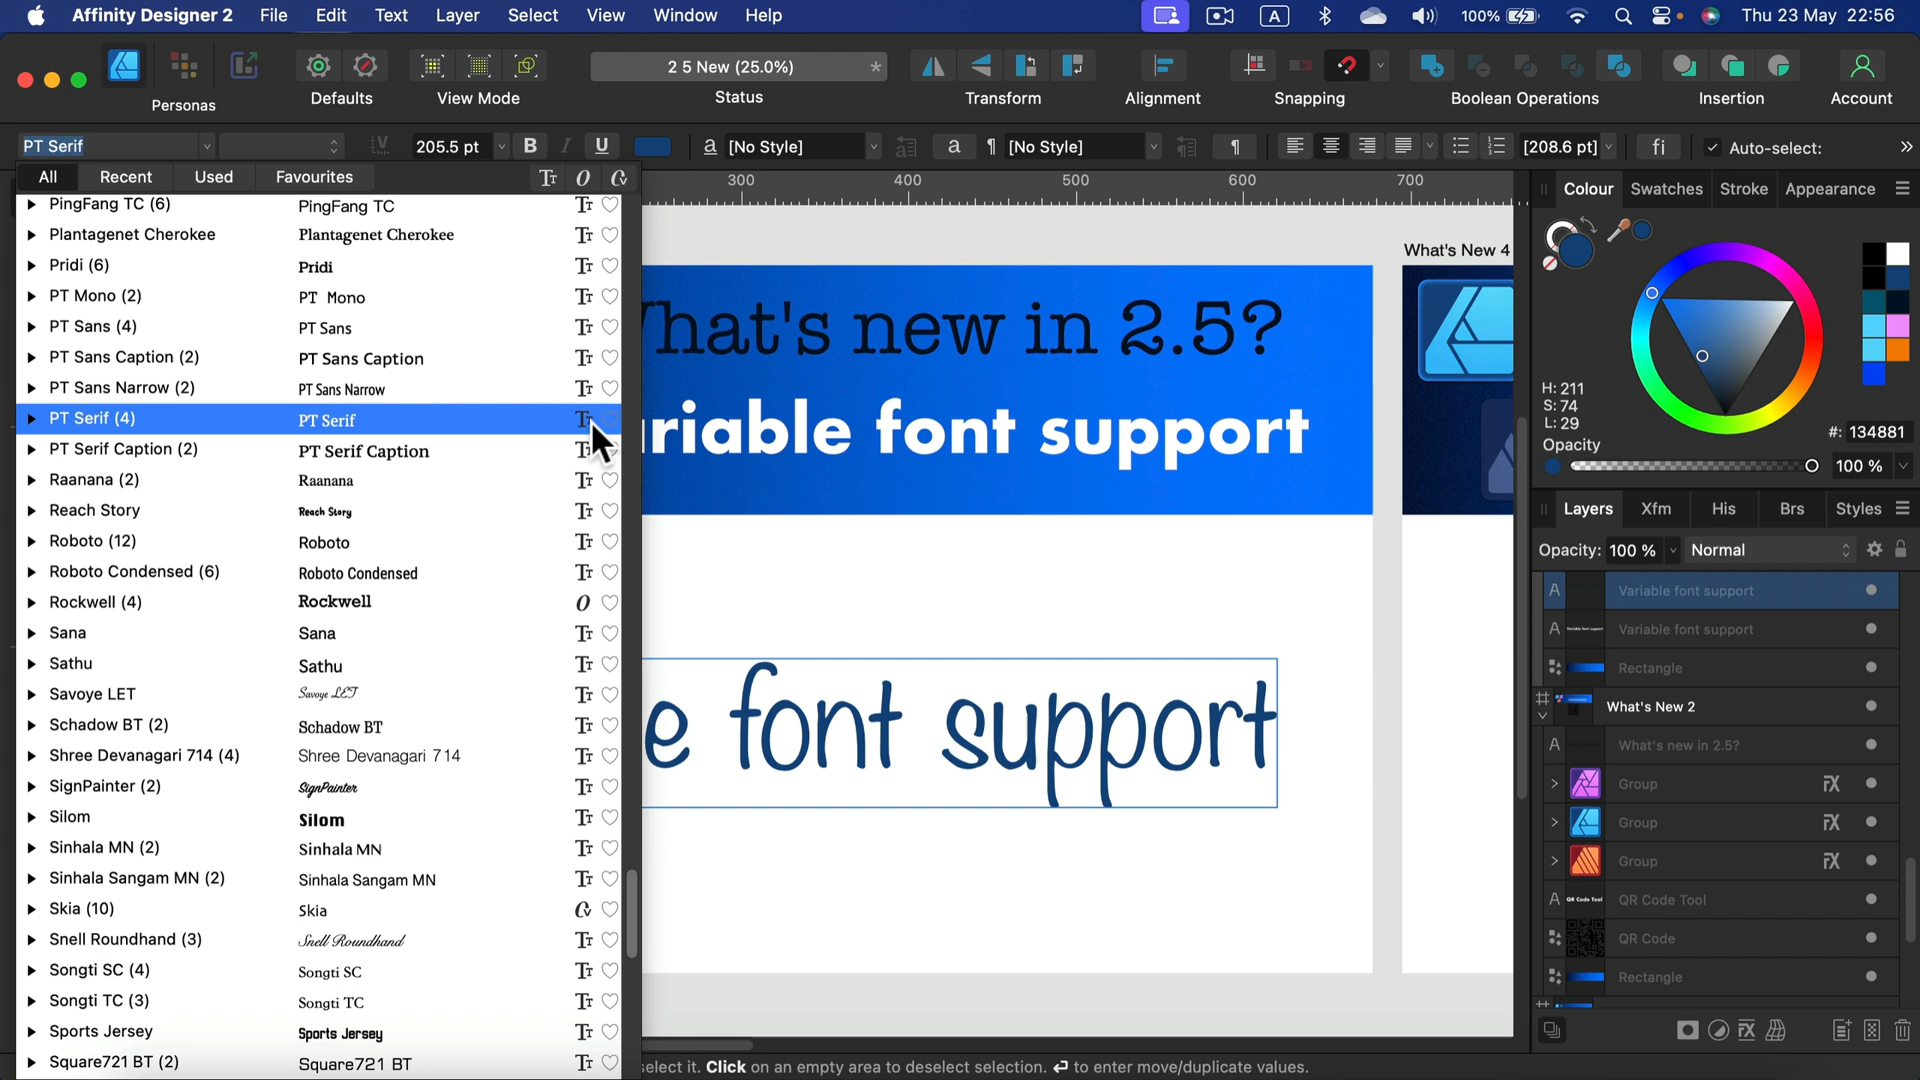 Affinity Designer 2 File Edit Text Layer Select View Window Help A 100% Thu 23 May 22:56
2 5 New (25.0%) *
Personas Defaults View Mode Status Transform Alignment Snapping Boolean Operations Insertion Account
PT Serif 205.5 pt B I U a [No Style] a ¶ [No Style] ¶ [208.6 pt] fi Auto-select: »
All Recent Used Favourites
300 400 500 600 700
PingFang TC (6) PingFang TC
Plantagenet Cherokee Plantagenet Cherokee
Pridi (6) Pridi
PT Mono (2) PT Mono
PT Sans (4) PT Sans
PT Sans Caption (2) PT Sans Caption
PT Sans Narrow (2) PT Sans Narrow
PT Serif (4) PT Serif
PT Serif Caption (2) PT Serif Caption
Raanana (2) Raanana
Reach Story Reach Story
Roboto (12) Roboto
Roboto Condensed (6) Roboto Condensed
Rockwell (4) Rockwell
Sana Sana
Sathu Sathu
Savoye LET Savoye LET
Schadow BT (2) Schadow BT
Shree Devanagari 714 (4) Shree Devanagari 714
SignPainter (2) SignPainter
Silom Silom
Sinhala MN (2) Sinhala MN
Sinhala Sangam MN (2) Sinhala Sangam MN
Skia (10) Skia
Snell Roundhand (3) Snell Roundhand
Songti SC (4) Songti SC
Songti TC (3) Songti TC
Sports Jersey Sports Jersey
Square721 BT (2) Square721 BT
What's New 4
hat's new in 2.5?
riable font support
e font support
elect it. Click on an empty area to deselect selection. ↵ to enter move/duplicate values.
Colour Swatches Stroke Appearance
H: 211
S: 74
L: 29
#: 134881
Opacity
100 %
Layers Xfm His Brs Styles
Opacity: 100 % Normal
A Variable font support
A Variable font support Variable font support
Rectangle
What's New 2
A What's new in 2.5?
Group FX
Group FX
Group FX
A QR Code Tool QR Code Tool
QR Code
Rectangle